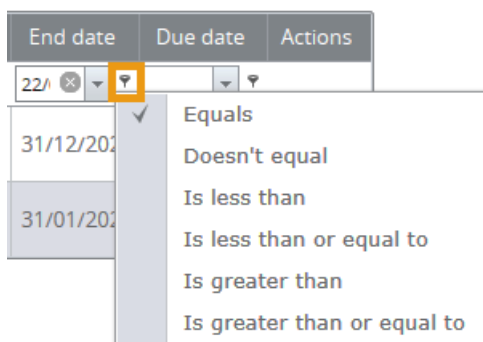 End date Due date Actions
22/
Equals
31/12/202
Doesn't equal
Is less than
31/01/202
Is less than or equal to
Is greater than
Is greater than or equal to